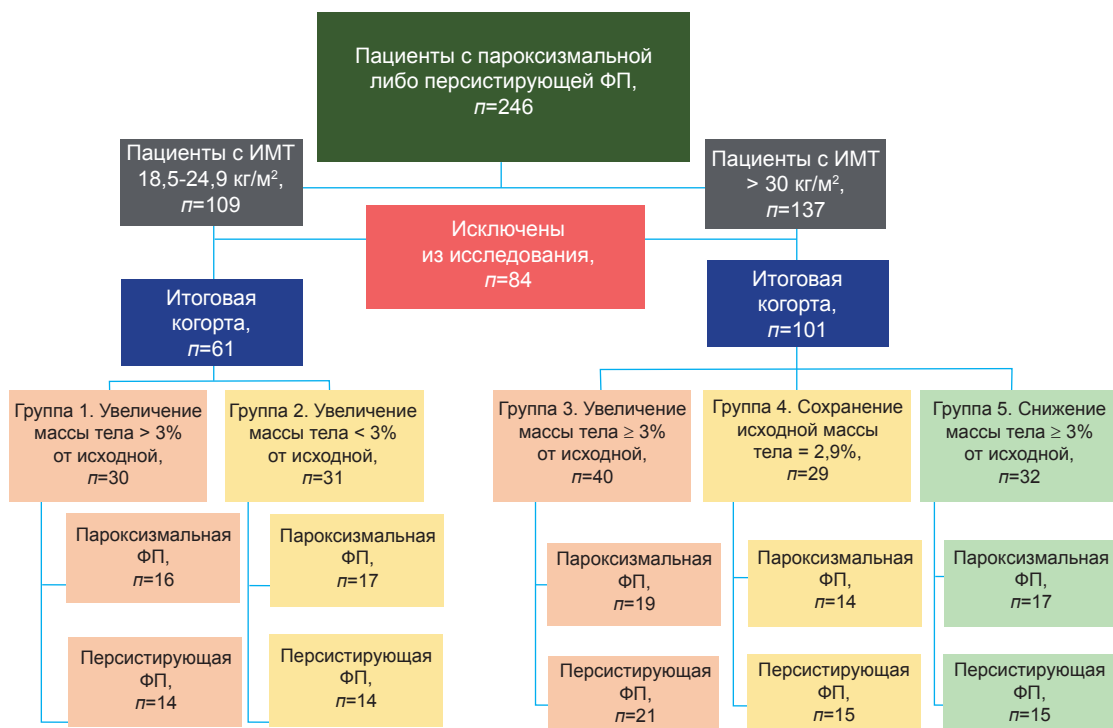 Пациенты с пароксизмальной
либо персистирующей ФП,
n=246
Пациенты с ИМТ
18,5-24,9 кг/м²,
n=109
Пациенты с ИМТ
> 30 кг/м²,
n=137
Исключены
из исследования,
n=84
Итоговая
когорта,
n=61
Итоговая
когорта,
n=101
Группа 1. Увеличение
массы тела > 3%
от исходной,
n=30
Группа 2. Увеличение
массы тела < 3%
от исходной,
n=31
Группа 3. Увеличение
массы тела ≥ 3%
от исходной,
n=40
Группа 4. Сохранение
исходной массы
тела = 2,9%,
n=29
Группа 5. Снижение
массы тела ≥ 3%
от исходной,
n=32
Пароксизмальная
ФП,
n=16
Пароксизмальная
ФП,
n=17
Пароксизмальная
ФП,
n=19
Пароксизмальная
ФП,
n=14
Пароксизмальная
ФП,
n=17
Персистирующая
ФП,
n=14
Персистирующая
ФП,
n=14
Персистирующая
ФП,
n=21
Персистирующая
ФП,
n=15
Персистирующая
ФП,
n=15